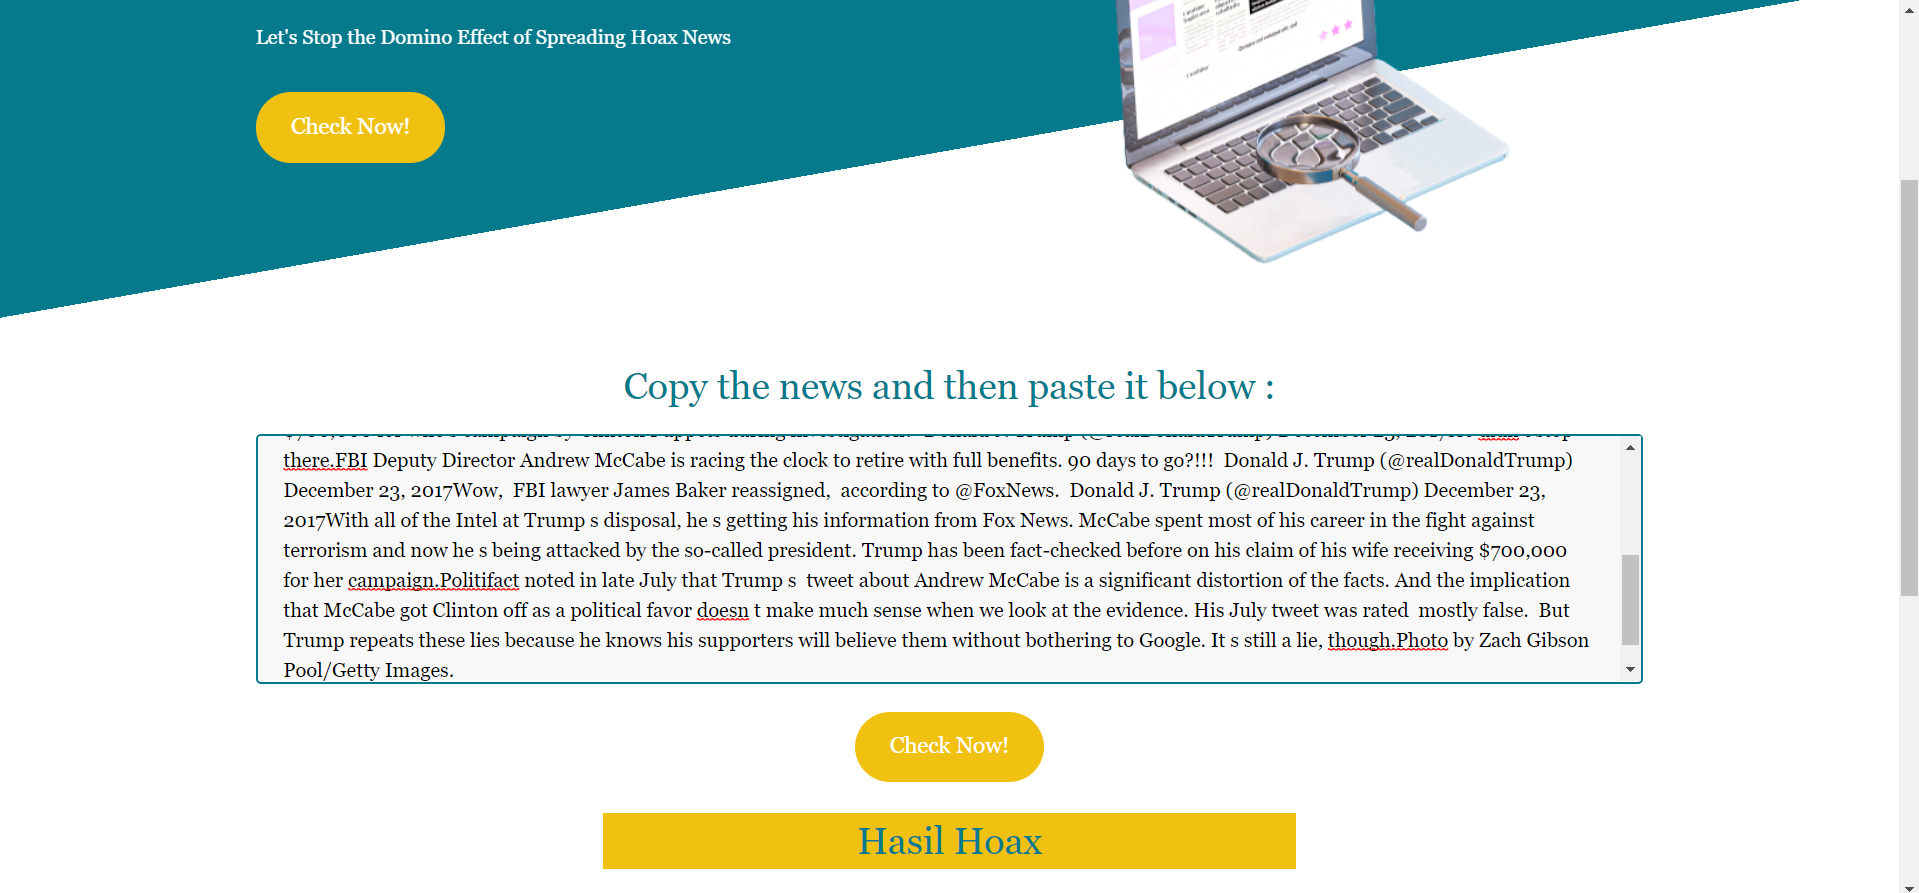 Let's Stop the Domino Effect of Spreading Hoax News
Check Now!
Copy the news and then paste it below :
there.FBI Deputy Director Andrew McCabe is racing the clock to retire with full benefits. 90 days to go?!!!  Donald J. Trump (@realDonaldTrump)
December 23, 2017Wow,  FBI lawyer James Baker reassigned,  according to @FoxNews.  Donald J. Trump (@realDonaldTrump) December 23,
2017With all of the Intel at Trump s disposal, he s getting his information from Fox News. McCabe spent most of his career in the fight against
terrorism and now he s being attacked by the so-called president. Trump has been fact-checked before on his claim of his wife receiving $700,000
for her campaign.Politifact noted in late July that Trump s  tweet about Andrew McCabe is a significant distortion of the facts. And the implication
that McCabe got Clinton off as a political favor doesn t make much sense when we look at the evidence. His July tweet was rated  mostly false.  But
Trump repeats these lies because he knows his supporters will believe them without bothering to Google. It s still a lie, though.Photo by Zach Gibson
Pool/Getty Images.
Check Now!
Hasil Hoax